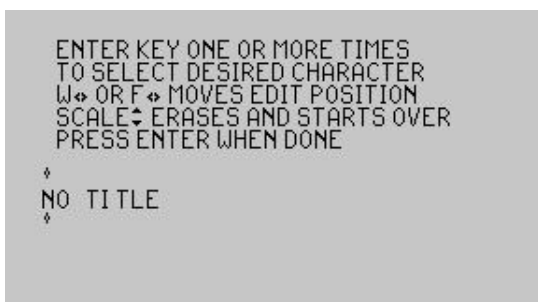 ENTER KEY ONE OR MORE TIMES
TO SELECT DESIRED CHARACTER
W⇔ OR F⇔ MOVES EDIT POSITION
SCALE⇕ ERASES AND STARTS OVER
PRESS ENTER WHEN DONE
NO TITLE